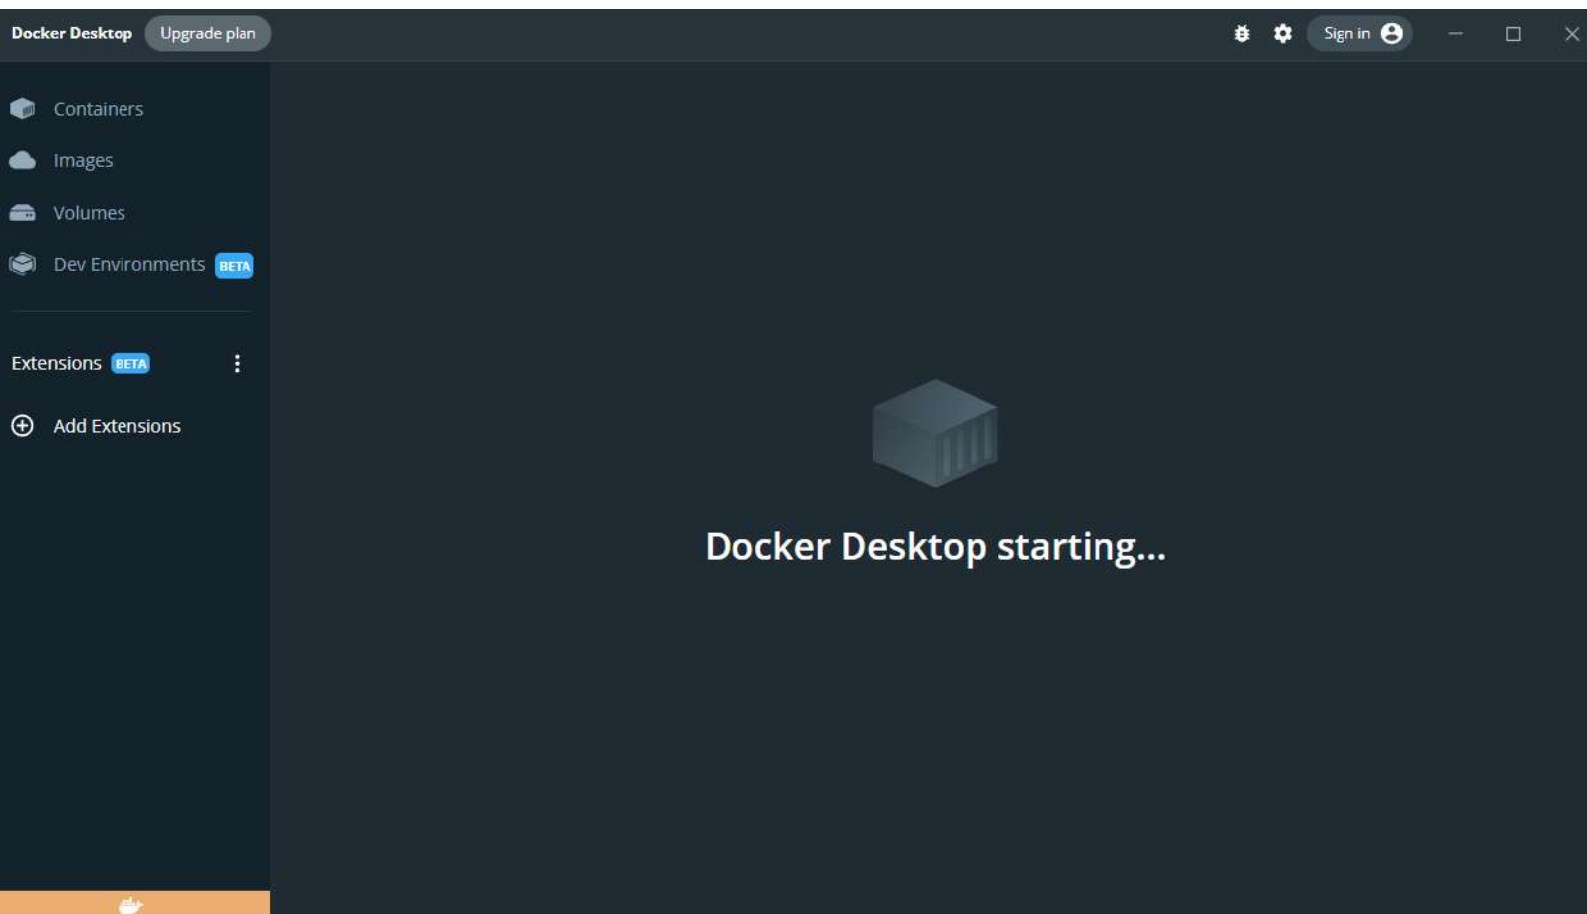 Docker Desktop Upgrade plan Sign in
Containers
Images
Volumes
Dev Environments BETA
Extensions BETA
Add Extensions
Docker Desktop starting...